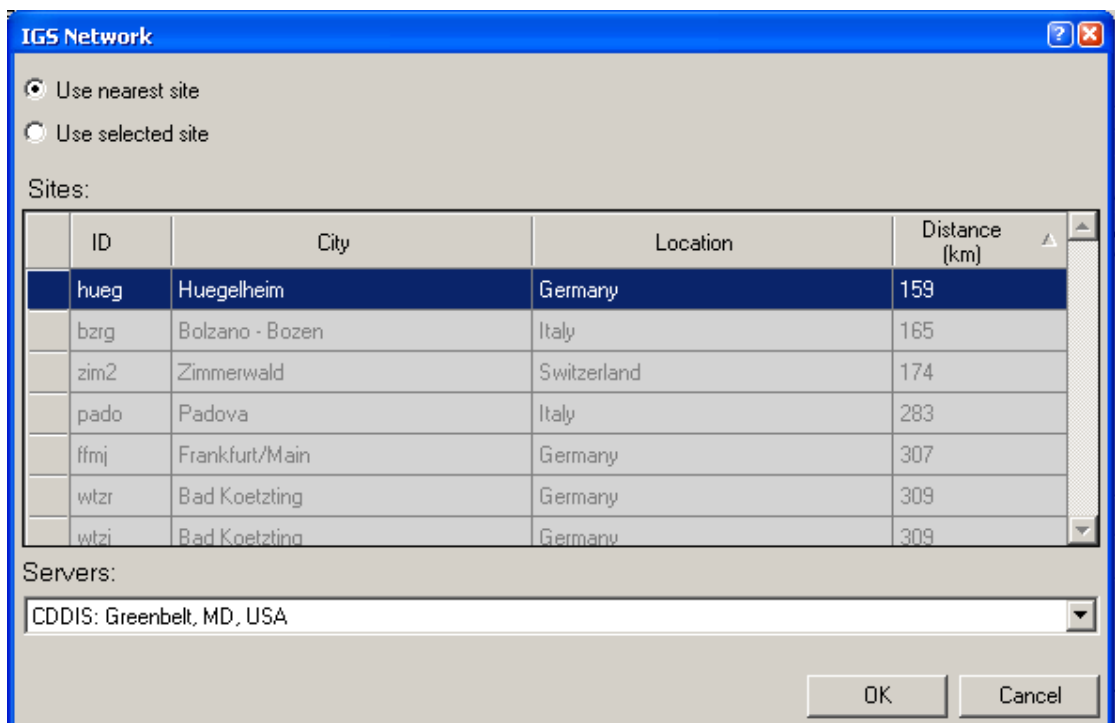 IGS Network
Use nearest site
Use selected site
Sites:
ID City Location Distance (km)
hueg Huegelheim Germany 159
bzrg Bolzano - Bozen Italy 165
zim2 Zimmerwald Switzerland 174
pado Padova Italy 283
ffmj Frankfurt/Main Germany 307
wtzr Bad Koetzting Germany 309
wtzj Bad Koetzting Germany 309
Servers:
CDDIS: Greenbelt, MD, USA
OK Cancel